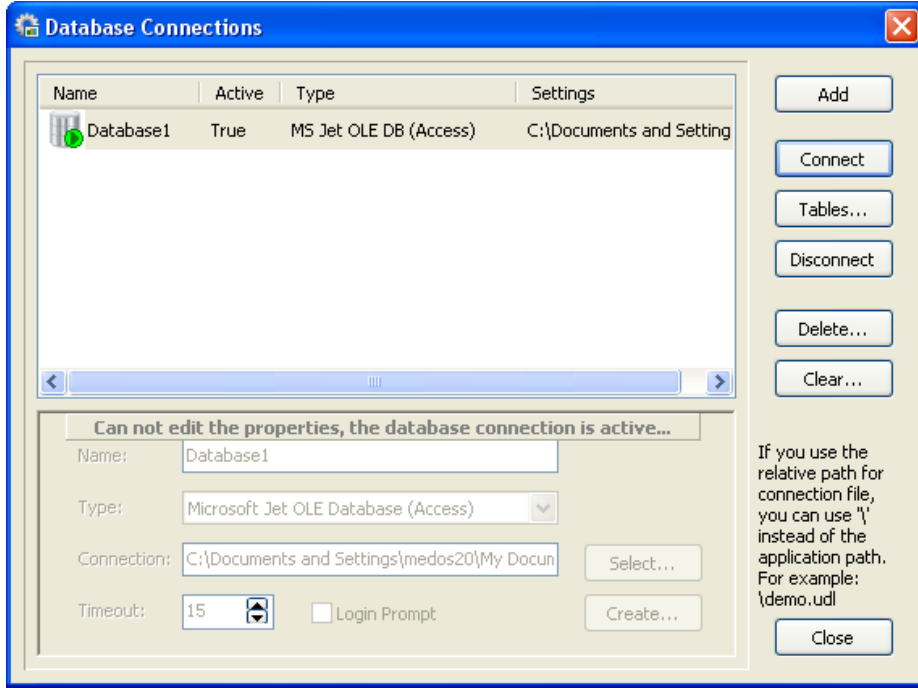 Database Connections
Name Active Type Settings
Database1 True MS Jet OLE DB (Access) C:\Documents and Setting
Add
Connect
Tables...
Disconnect
Delete...
Clear...
Can not edit the properties, the database connection is active...
Name: Database1
Type: Microsoft Jet OLE Database (Access)
Connection: C:\Documents and Settings\medos20\My Docun Select...
Timeout: 15 Login Prompt Create...
If you use the
relative path for
connection file,
you can use '\'
instead of the
application path.
For example:
\demo.udl
Close